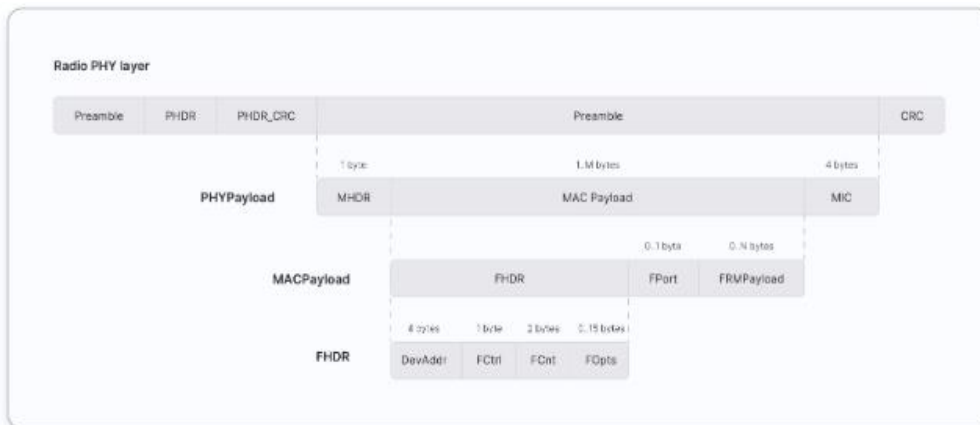 Radio PHY layer
Preamble PHDR PHDR_CRC Preamble CRC
1 byte 1..M bytes 4 bytes
PHYPayload MHDR MAC Payload MIC
0..1 byte 0..N bytes
MACPayload FHDR FPort FRMPayload
4 bytes 1 byte 2 bytes 0..15 bytes
FHDR DevAddr FCtrl FCnt FOpts